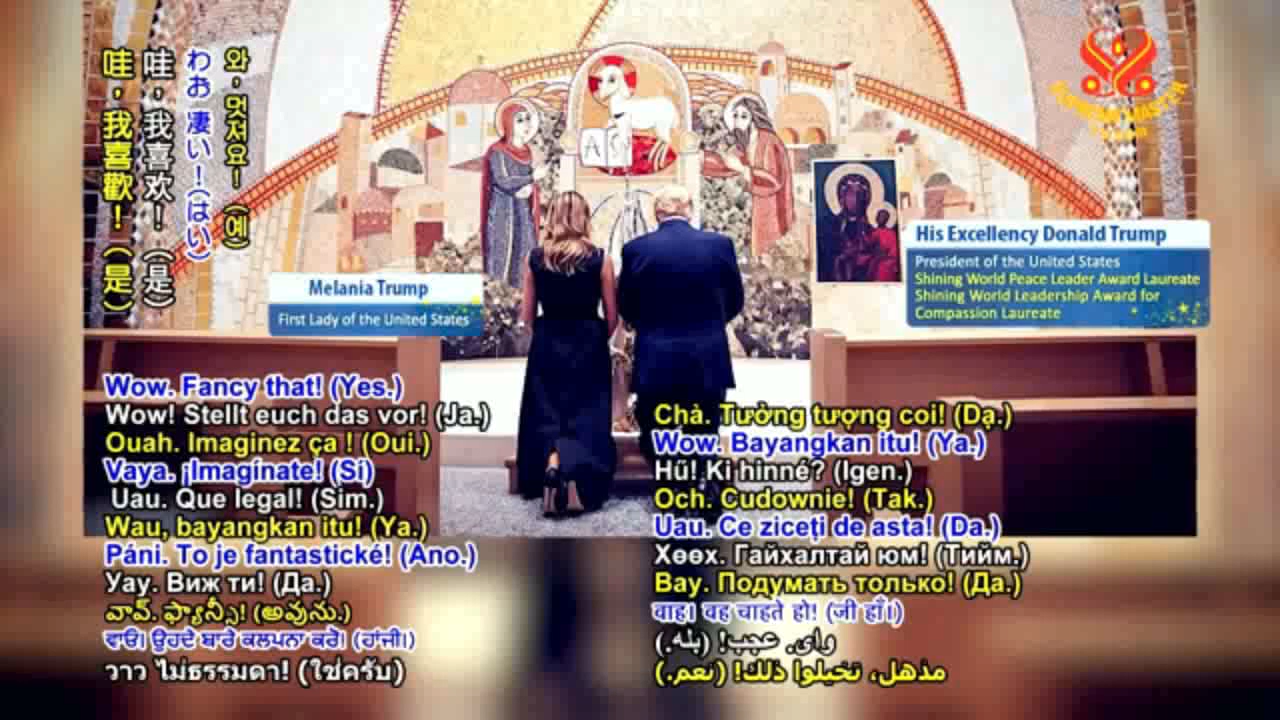 哇，我喜歡！（是）
哇，我喜欢！（是）
わお 凄い！（はい）
와，멋져요！（예）
SUPREME MASTER
A
Melania Trump
First Lady of the United States
His Excellency Donald Trump
President of the United States
Shining World Peace Leader Award Laureate
Shining World Leadership Award for
Compassion Laureate
Wow. Fancy that! (Yes.)
Wow! Stellt euch das vor! (Ja.)
Ouah. Imaginez ça ! (Oui.)
Vaya. ¡Imagínate! (Sí)
Uau. Que legal! (Sim.)
Wau, bayangkan itu! (Ya.)
Páni. To je fantastické! (Ano.)
Уау. Виж ти! (Да.)
వావ్. ఫ్యాన్సీ! (అవును.)
ਵਾਓ। ਉਹਦੇ ਬਾਰੇ ਕਲਪਨਾ ਕਰੋ। (ਹਾਂਜੀ।)
วาว ไม่ธรรมดา! (ใช่ครับ)
Chà. Tưởng tượng coi! (Dạ.)
Wow. Bayangkan itu! (Ya.)
Hű! Ki hinné? (Igen.)
Och. Cudownie! (Tak.)
Uau. Ce ziceți de asta! (Da.)
Хөөх. Гайхалтай юм! (Тийм.)
Вау. Подумать только! (Да.)
वाह। वह चाहते हो! (जी हाँ।)
وای. عجب! (بله.)
مذهل، تخيلوا ذلك! (نعم.)